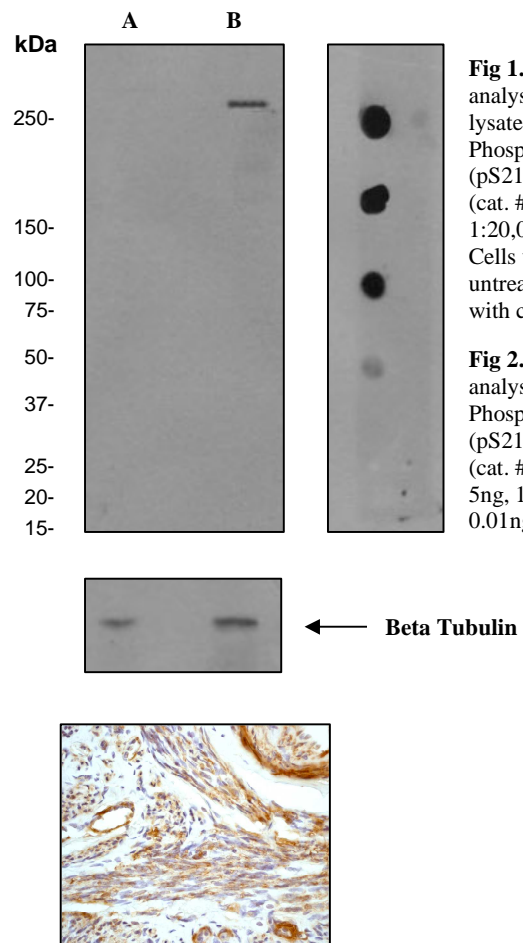 A B
kDa
250-
150-
100-
75-
50-
37-
25-
20-
15-
Fig 1.
analys
lysate
Phosp
(pS21
(cat. #
1:20,0
Cells
untrea
with c
Fig 2.
analys
Phosp
(pS21
(cat. #
5ng, 1
0.01ng
Beta Tubulin